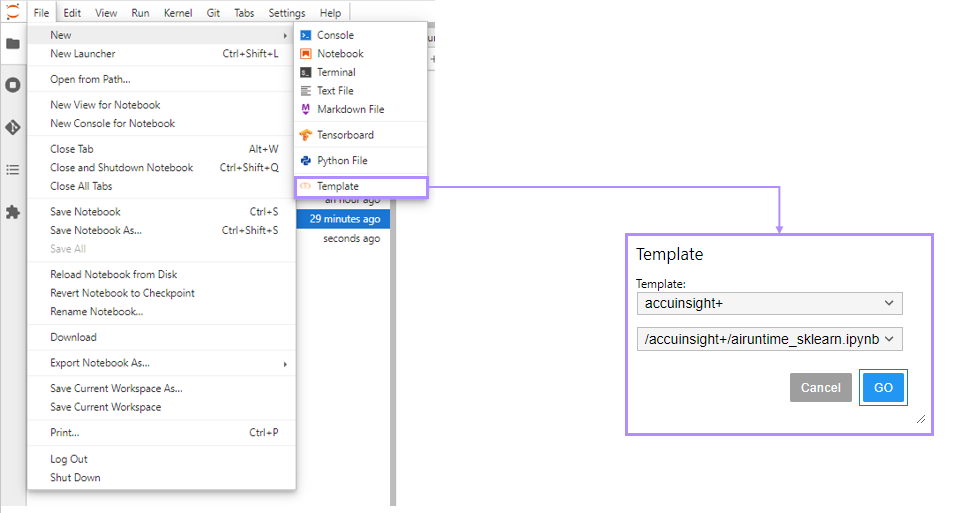 File Edit View Run Kernel Git Tabs Settings Help
New
New Launcher Ctrl+Shift+L
Open from Path...
New View for Notebook
New Console for Notebook
Close Tab Alt+W
Close and Shutdown Notebook Ctrl+Shift+Q
Close All Tabs
Save Notebook Ctrl+S
Save Notebook As... Ctrl+Shift+S
Save All
Reload Notebook from Disk
Revert Notebook to Checkpoint
Rename Notebook...
Download
Export Notebook As...
Save Current Workspace As...
Save Current Workspace
Print... Ctrl+P
Log Out
Shut Down
Console
Notebook
Terminal
Text File
Markdown File
Tensorboard
Python File
Template
an hour ago
29 minutes ago
seconds ago
Template
Template:
accuinsight+
/accuinsight+/airuntime_sklearn.ipynb
Cancel GO